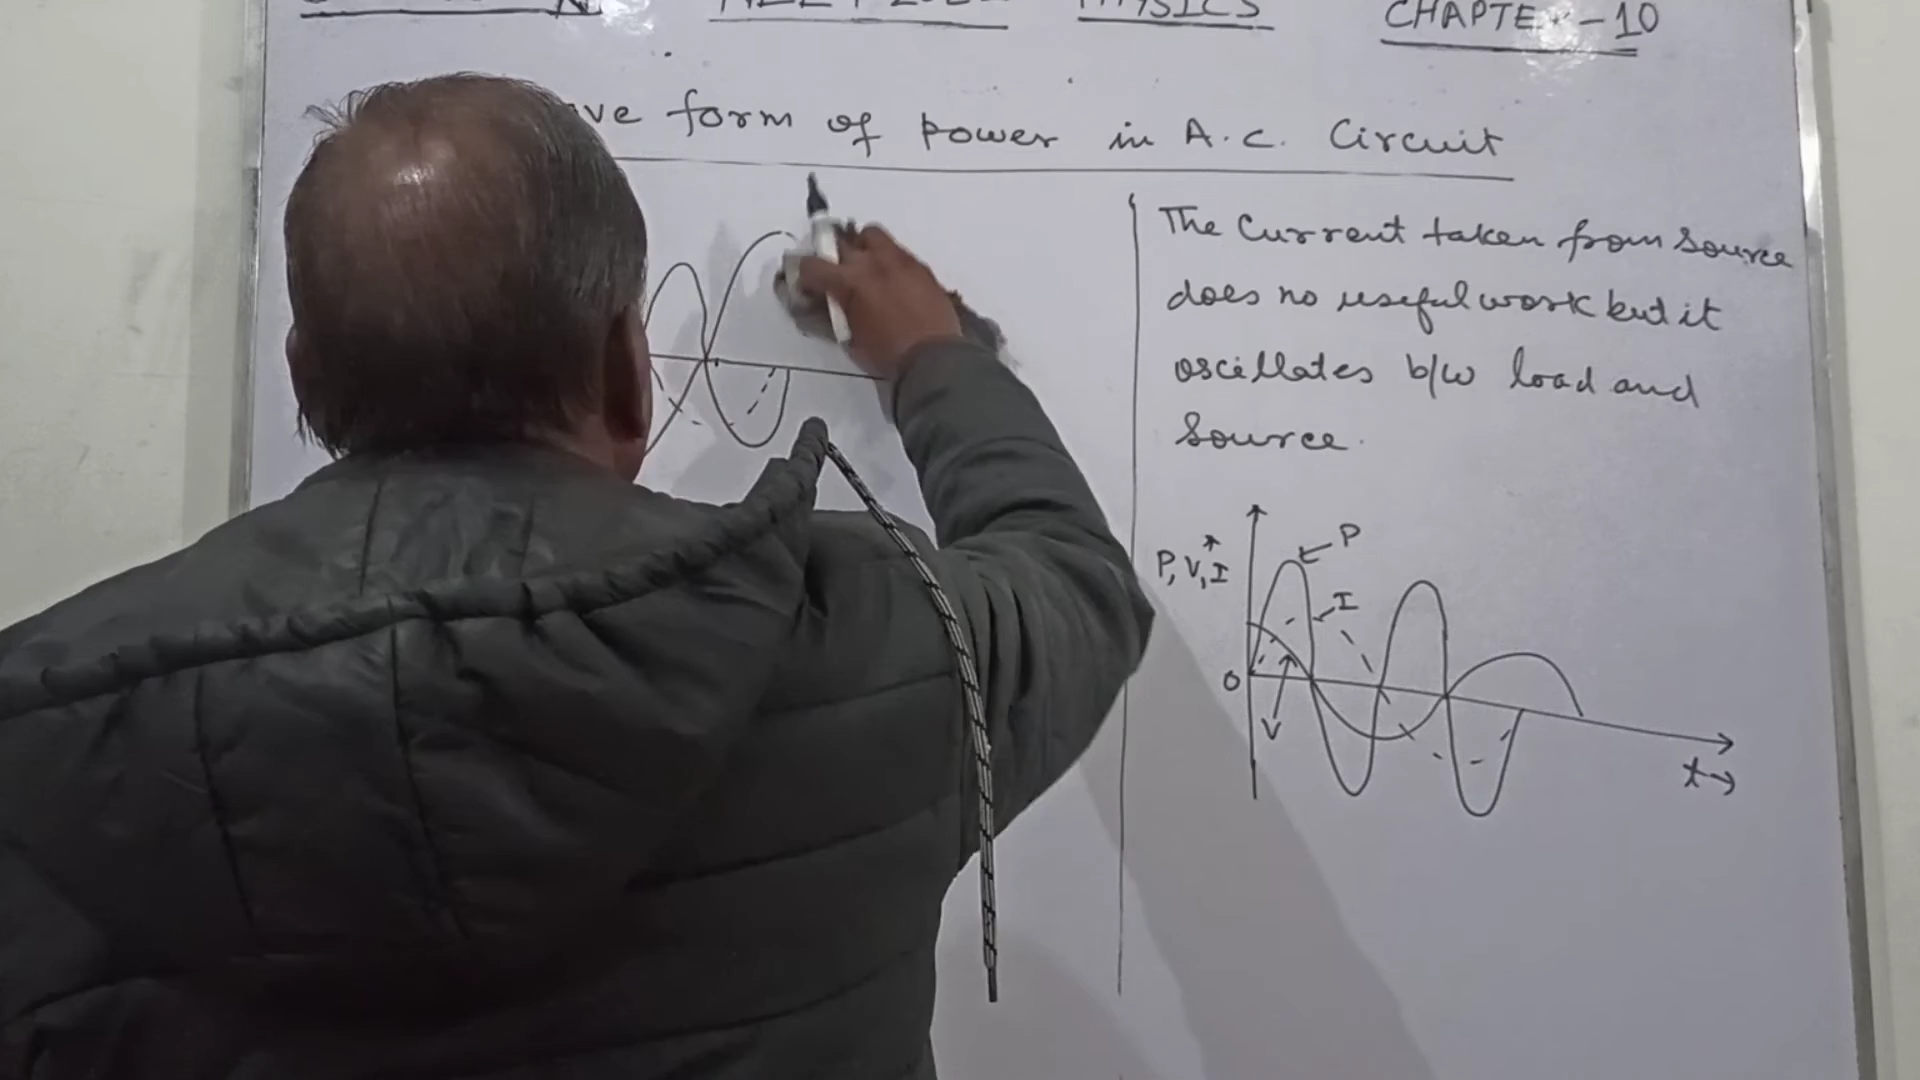 PHYSICS
CHAPTER-10
form of power in A.C. Circuit
The Current taken from source
does no useful work but it
oscillates b/w load and
source.
P
P, V, I
I
0
V
t→